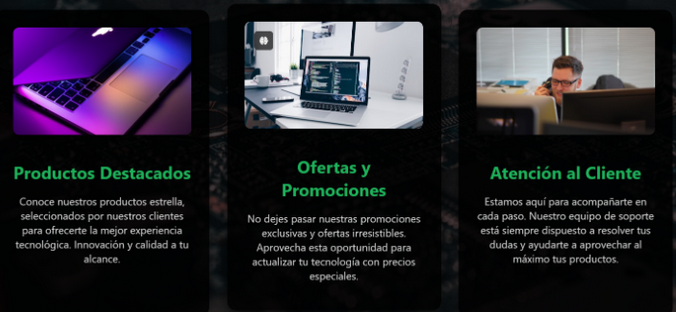 Productos Destacados
Conoce nuestros productos estrella,
seleccionados por nuestros clientes
para ofrecerte la mejor experiencia
tecnológica. Innovación y calidad a tu
alcance.
Ofertas y
Promociones
No dejes pasar nuestras promociones
exclusivas y ofertas irresistibles.
Aprovecha esta oportunidad para
actualizar tu tecnología con precios
especiales.
Atención al Cliente
Estamos aquí para acompañarte en
cada paso. Nuestro equipo de soporte
está siempre dispuesto a resolver tus
dudas y ayudarte a aprovechar al
máximo tus productos.